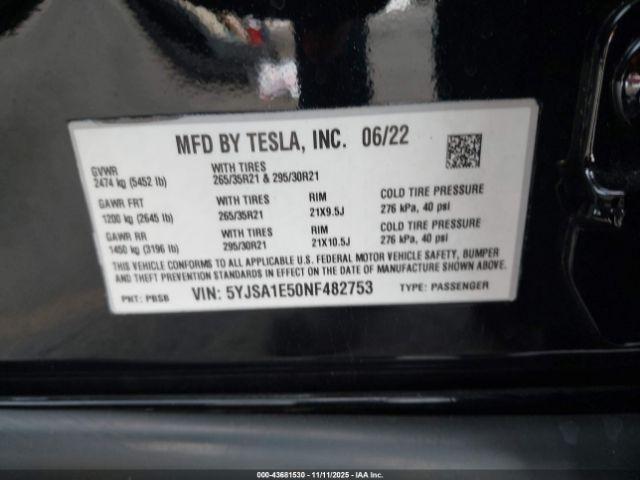 MFD BY TESLA, INC. 06/22
GVWR
2474 kg (5452 lb)
WITH TIRES
265/35R21 & 295/30R21
GAWR FRT
1200 kg (2645 lb)
WITH TIRES
265/35R21
RIM
21X9.5J
COLD TIRE PRESSURE
276 kPa, 40 psi
GAWR RR
1450 kg (3196 lb)
WITH TIRES
295/30R21
RIM
21X10.5J
COLD TIRE PRESSURE
276 kPa, 40 psi
THIS VEHICLE CONFORMS TO ALL APPLICABLE U.S. FEDERAL MOTOR VEHICLE SAFETY, BUMPER
AND THEFT PREVENTION STANDARDS IN EFFECT ON THE DATE OF MANUFACTURE SHOWN ABOVE.
PNT: PBSB VIN: 5YJSA1E50NF482753 TYPE: PASSENGER
000-43681530 - 11/11/2025 - IAA Inc.